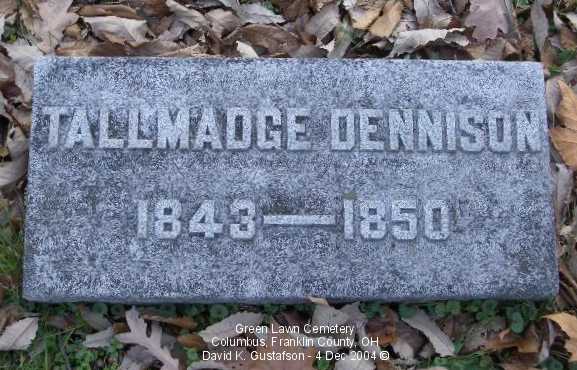 TALLMADGE DENNISON
1843—1850
Green Lawn Cemetery
Columbus, Franklin County, OH
David K. Gustafson - 4 Dec 2004 ©